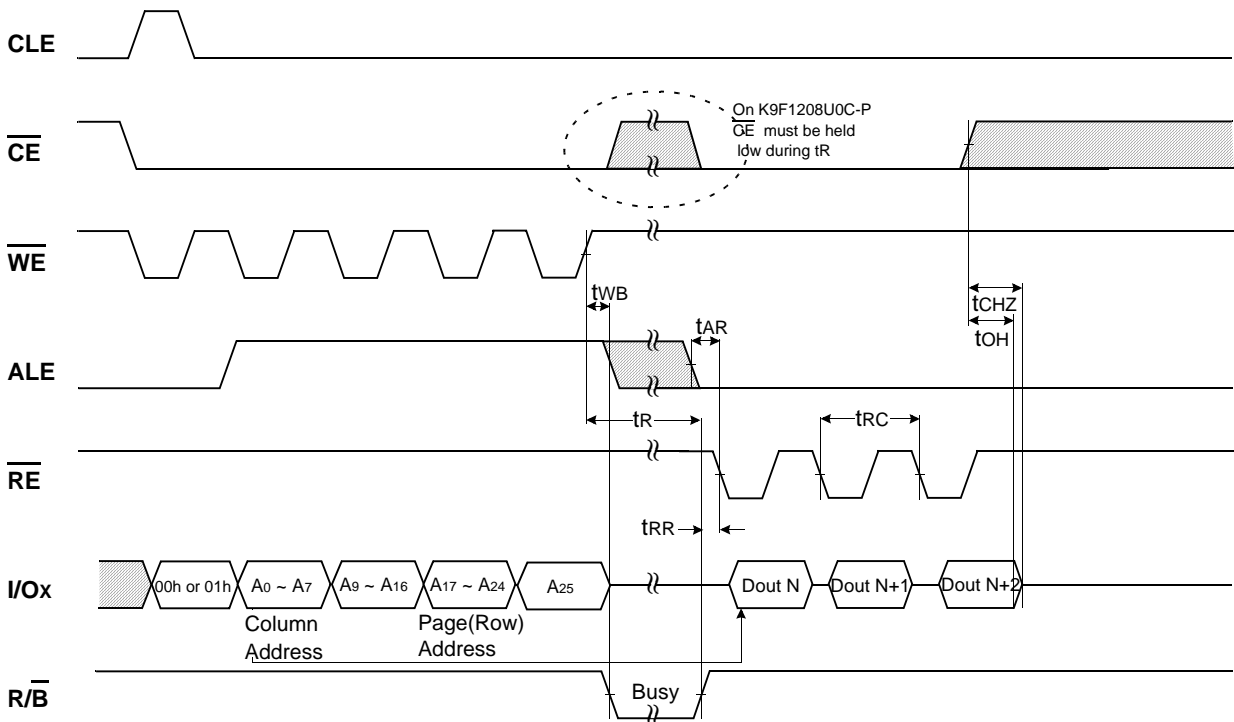 CLE
On K9F1208U0C-P
CE must be held
low during tR
CE
WE
tWB
tCHZ
tAR
tOH
ALE
tR
tRC
RE
tRR
I/Ox
00h or 01h
A0 ~ A7
A9 ~ A16
A17 ~ A24
A25
Dout N
Dout N+1
Dout N+2
Column
Address
Page(Row)
Address
R/B
Busy